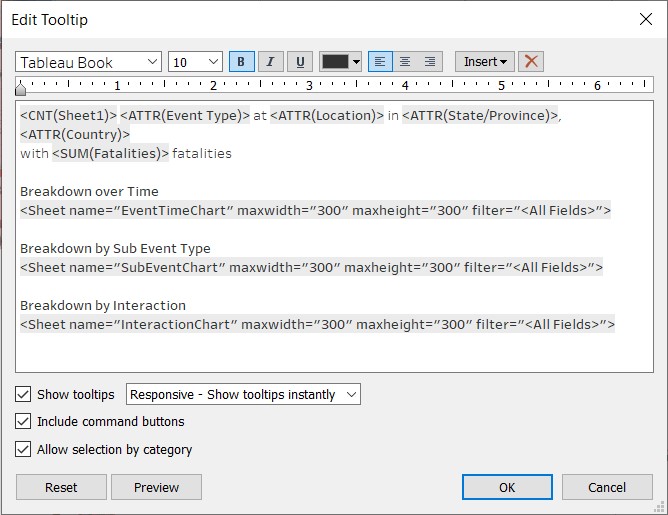 Edit Tooltip
Tableau Book 10 B I U Insert
1 2 3 4 5 6
<CNT(Sheet1)> <ATTR(Event Type)> at <ATTR(Location)> in <ATTR(State/Province)>,
<ATTR(Country)>
with <SUM(Fatalities)> fatalities
Breakdown over Time
<Sheet name="EventTimeChart" maxwidth="300" maxheight="300" filter="<All Fields>">
Breakdown by Sub Event Type
<Sheet name="SubEventChart" maxwidth="300" maxheight="300" filter="<All Fields>">
Breakdown by Interaction
<Sheet name="InteractionChart" maxwidth="300" maxheight="300" filter="<All Fields>">
Show tooltips Responsive - Show tooltips instantly
Include command buttons
Allow selection by category
Reset Preview OK Cancel